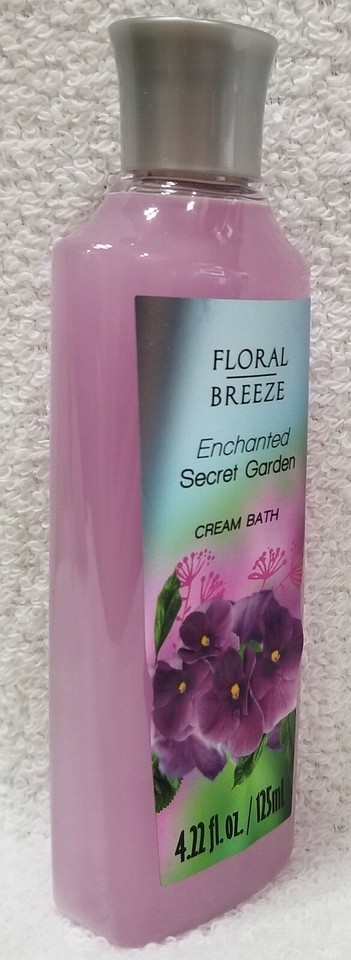 FLORAL
BREEZE
Enchanted
Secret Garden
CREAM BATH
4.22 fl. oz. / 125ml